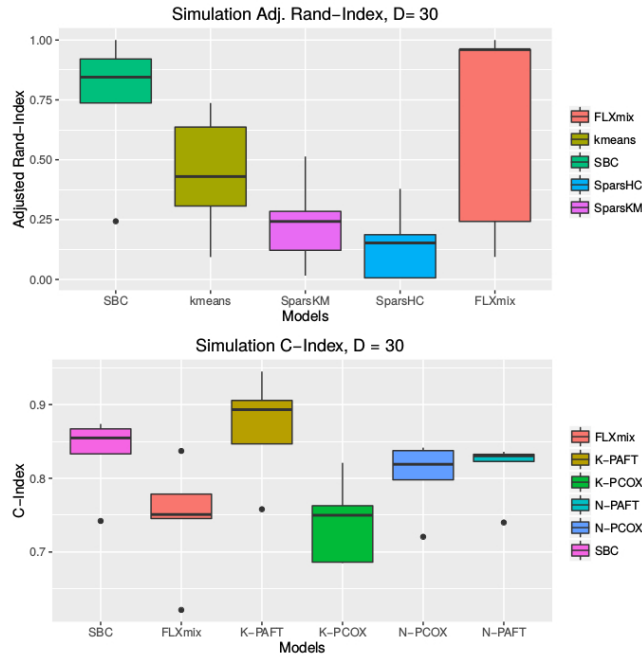 Simulation Adj. Rand-Index, D= 30
Adjusted Rand-Index
1.00
0.75
0.50
0.25
0.00
SBC
kmeans
SparsKM
SparsHC
FLXmix
Models
FLXmix
kmeans
SBC
SparsHC
SparsKM
Simulation C-Index, D = 30
C-Index
0.9
0.8
0.7
SBC
FLXmix
K-PAFT
K-PCOX
N-PCOX
N-PAFT
Models
FLXmix
K-PAFT
K-PCOX
N-PAFT
N-PCOX
SBC